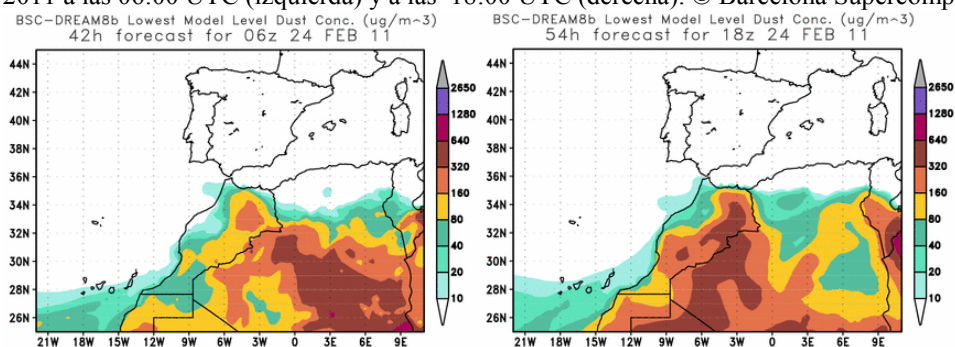 2011 a las 06:00 UTC (izquierda) y a las 18:00 UTC (derecha). © Barcelona Supercomp
BSC-DREAM8b Lowest Model Level Dust Conc. (ug/m^3)
42h forecast for 06z 24 FEB 11
44N
42N
40N
38N
36N
34N
32N
30N
28N
26N
21W 18W 15W 12W 9W 6W 3W 0 3E 6E 9E
2650
1280
640
320
160
80
40
20
10
BSC-DREAM8b Lowest Model Level Dust Conc. (ug/m^3)
54h forecast for 18z 24 FEB 11
44N
42N
40N
38N
36N
34N
32N
30N
28N
26N
21W 18W 15W 12W 9W 6W 3W 0 3E 6E 9E
2650
1280
640
320
160
80
40
20
10